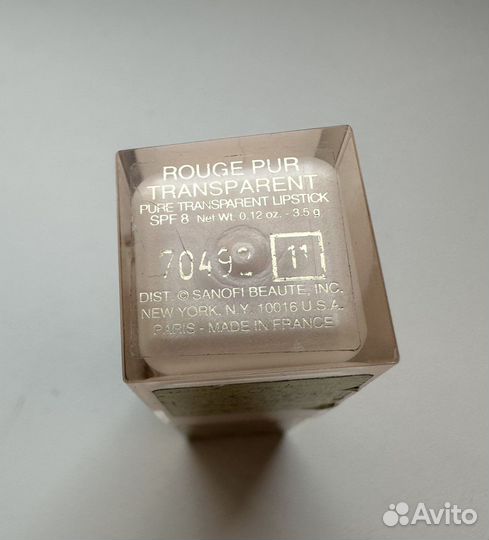 ROUGE PUR
TRANSPARENT
PURE TRANSPARENT LIPSTICK
SPF 8 Net Wt. 0.12 oz. - 3.5 g
70492 11
DIST. © SANOFI BEAUTE, INC.
NEW YORK, N.Y. 10016 U.S.A.
PARIS - MADE IN FRANCE
Avito